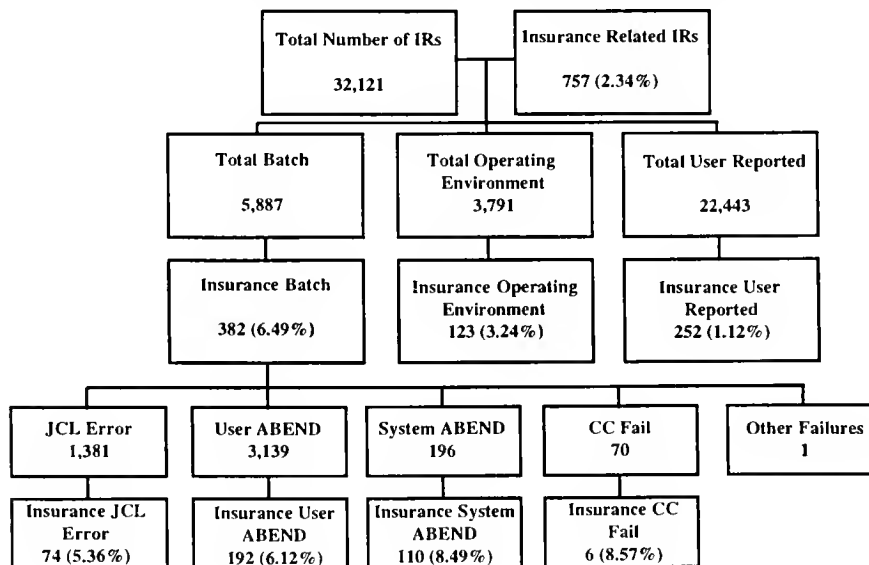 Total Number of IRs
32,121
Insurance Related IRs
757 (2.34%)
Total Batch
5,887
Total Operating
Environment
3,791
Total User Reported
22,443
Insurance Batch
382 (6.49%)
Insurance Operating
Environment
123 (3.24%)
Insurance User
Reported
252 (1.12%)
JCL Error
1,381
User ABEND
3,139
System ABEND
196
CC Fail
70
Other Failures
1
Insurance JCL
Error
74 (5.36%)
Insurance User
ABEND
192 (6.12%)
Insurance System
ABEND
110 (8.49%)
Insurance CC
Fail
6 (8.57%)